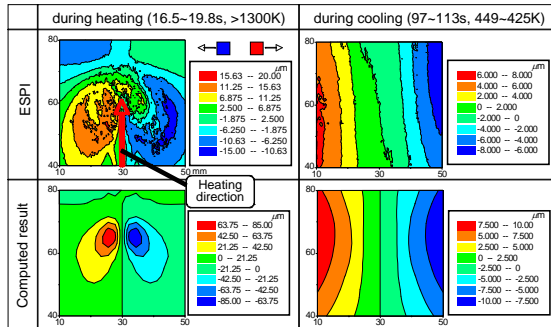 during heating (16.5~19.8s, >1300K)
during cooling (97~113s, 449~425K)
ESPI
80
60
40
10
30
50
mm
μm
15.63 -- 20.00
11.25 -- 15.63
6.875 -- 11.25
2.500 -- 6.875
-1.875 -- 2.500
-6.250 -- -1.875
-10.63 -- -6.250
-15.00 -- -10.63
80
60
40
10
30
50
μm
6.000 -- 8.000
4.000 -- 6.000
2.000 -- 4.000
0 -- 2.000
-2.000 -- 0
-4.000 -- -2.000
-6.000 -- -4.000
-8.000 -- -6.000
Heating
direction
Computed result
80
60
40
10
30
50
μm
63.75 -- 85.00
42.50 -- 63.75
21.25 -- 42.50
0 -- 21.25
-21.25 -- 0
-42.50 -- -21.25
-63.75 -- -42.50
-85.00 -- -63.75
80
60
40
10
30
50
μm
7.500 -- 10.00
5.000 -- 7.500
2.500 -- 5.000
0 -- 2.500
-2.500 -- 0
-5.000 -- -2.500
-7.500 -- -5.000
-10.00 -- -7.500